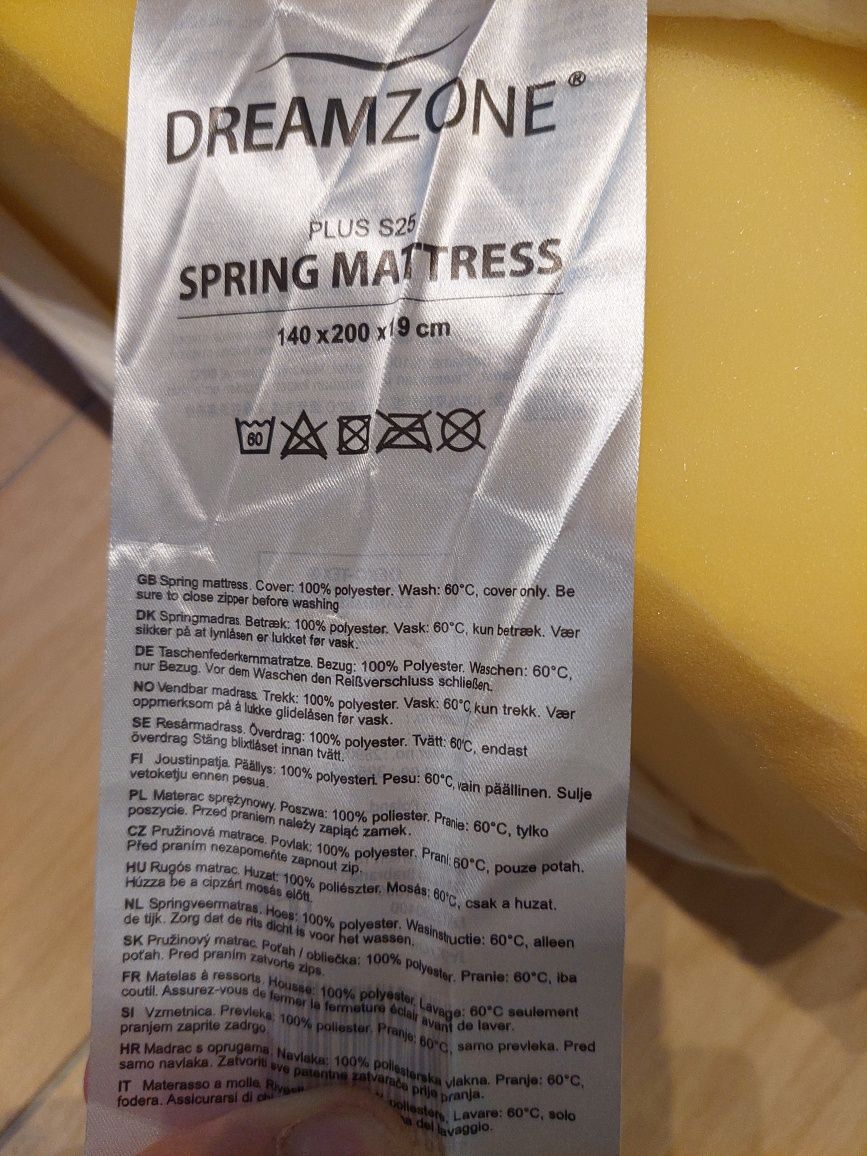 DREAMZONE®
PLUS S25
SPRING MATTRESS
140 x 200 x 19 cm
60
GB Spring mattress. Cover: 100% polyester. Wash: 60°C, cover only. Be
sure to close zipper before washing
DK Springmadras. Betræk: 100% polyester. Vask: 60°C, kun betræk. Vær
sikker på at lynlåsen er lukket før vask.
DE Taschenfederkernmatratze. Bezug: 100% Polyester. Waschen: 60°C,
nur Bezug. Vor dem Waschen den Reißverschluss schließen.
NO Vendbar madrass. Trekk: 100% polyester. Vask: 60°C, kun trekk. Vær
oppmerksom på å lukke glidelåsen før vask.
SE Resårmadrass. Överdrag: 100% polyester. Tvätt: 60°C, endast
överdrag Stäng blixtlåset innan tvätt.
FI Joustinpatja. Päällys: 100% polyesteri. Pesu: 60°C, vain päällinen. Sulje
vetoketju ennen pesua.
PL Materac sprężynowy. Poszwa: 100% poliester. Pranie: 60°C, tylko
poszycie. Przed praniem należy zapiąć zamek.
CZ Pružinová matrace. Povlak: 100% polyester. Praní: 60°C, pouze potah.
Před praním nezapomeňte zapnout zip.
HU Rugós matrac. Huzat: 100% poliészter. Mosás: 60°C, csak a huzat.
Húzza be a cipzárt mosás előtt.
NL Springveermatras. Hoes: 100% polyester. Wasinstructie: 60°C, alleen
de tijk. Zorg dat de rits dicht is voor het wassen.
SK Pružinový matrac. Poťah / obliečka: 100% polyester. Pranie: 60°C, iba
poťah. Pred praním zatvorte zips.
FR Matelas à ressorts. Housse: 100% polyester. Lavage: 60°C seulement
coutil. Assurez-vous de fermer la fermeture éclair avant de laver.
SI Vzmetnica. Prevleka: 100% poliester. Pranje: 60°C, samo prevleka. Pred
pranjem zaprite zadrgo.
HR Madrac s oprugama. Navlaka: 100% poliesterska vlakna. Pranje: 60°C,
samo navlaka. Zatvoriti sve patentne zatvarače prije pranja.
IT Materasso a molle. poliestere, Lavare: 60°C, solo
fodera. Assicurarsi di del lavaggio.